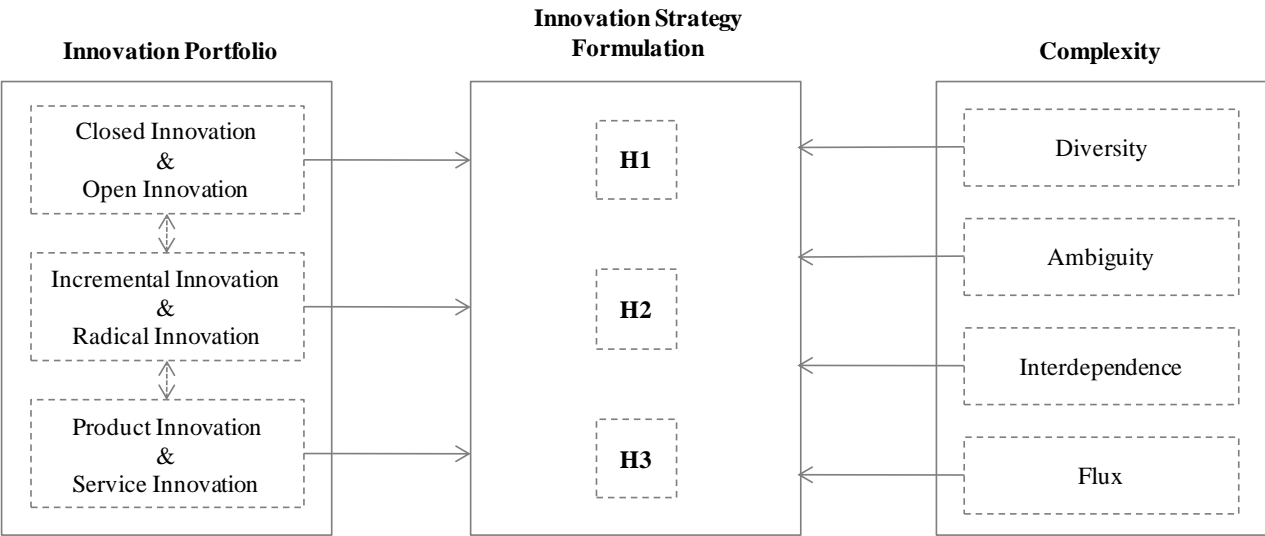 Innovation Portfolio
Closed Innovation
&
Open Innovation
Incremental Innovation
&
Radical Innovation
Product Innovation
&
Service Innovation
Innovation Strategy
Formulation
H1
H2
H3
Complexity
Diversity
Ambiguity
Interdependence
Flux